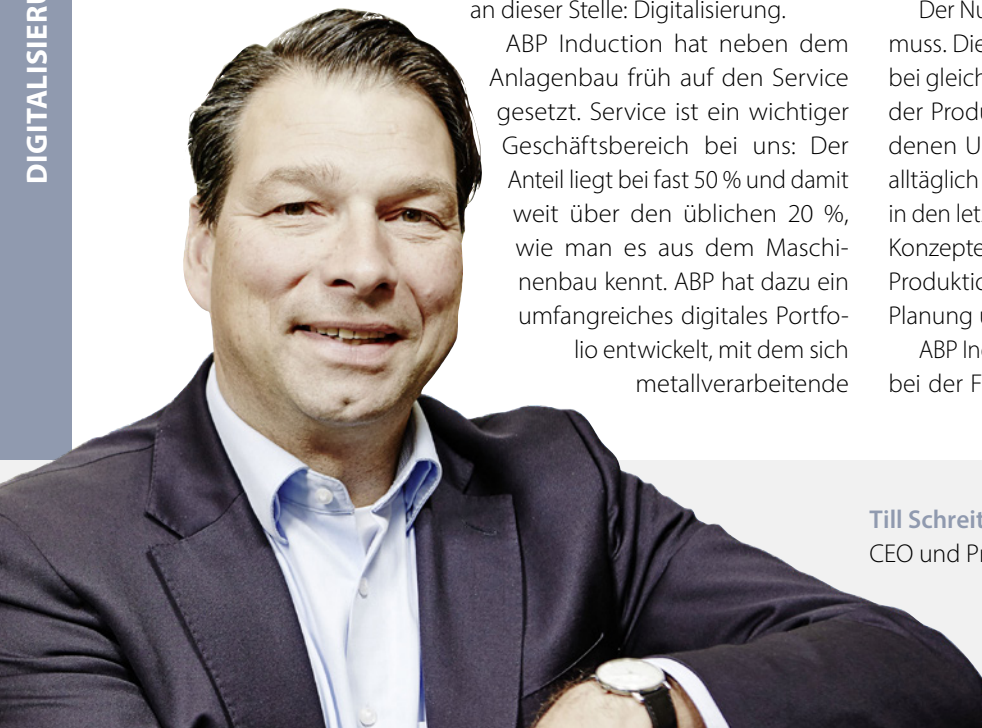 DIGITALISIERU
an dieser Stelle: Digitalisierung.
ABP Induction hat neben dem
Anlagenbau früh auf den Service
gesetzt. Service ist ein wichtiger
Geschäftsbereich bei uns: Der
Anteil liegt bei fast 50 % und damit
weit über den üblichen 20 %,
wie man es aus dem Maschi-
nenbau kennt. ABP hat dazu ein
umfangreiches digitales Portfo-
lio entwickelt, mit dem sich
metallverarbeitende
Der Nu
muss. Die
bei gleich
der Produ
denen U
alltäglich
in den let
Konzepte
Produktio
Planung u
ABP In
bei der F
Till Schreit
CEO und Pr